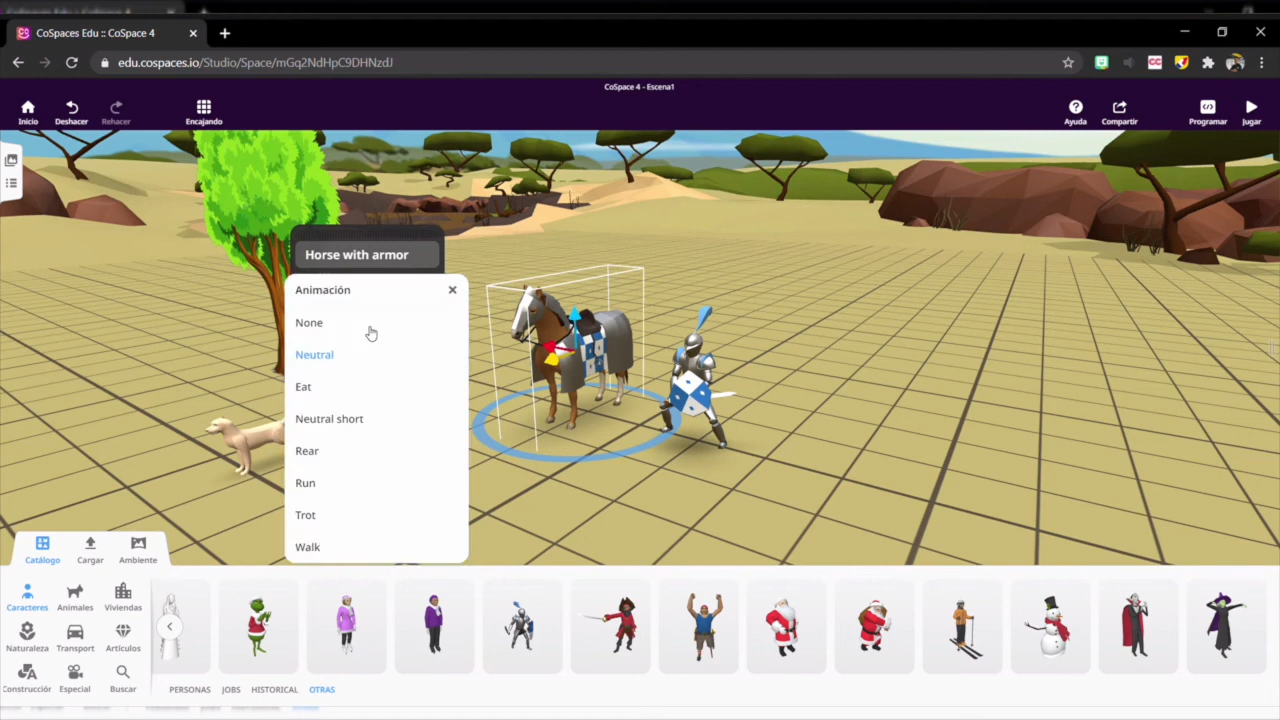 CoSpaces Edu :: CoSpace 4
edu.cospaces.io/Studio/Space/mGq2NdHpC9DHNzdJ
CoSpace 4 - Escena1
Inicio
Deshacer
Rehacer
Encajando
Ayuda
Compartir
Programar
Jugar
Horse with armor
Animación
None
Neutral
Eat
Neutral short
Rear
Run
Trot
Walk
Catálogo
Cargar
Ambiente
Caracteres
Animales
Viviendas
Naturaleza
Transport
Artículos
Construcción
Especial
Buscar
PERSONAS
JOBS
HISTORICAL
OTRAS